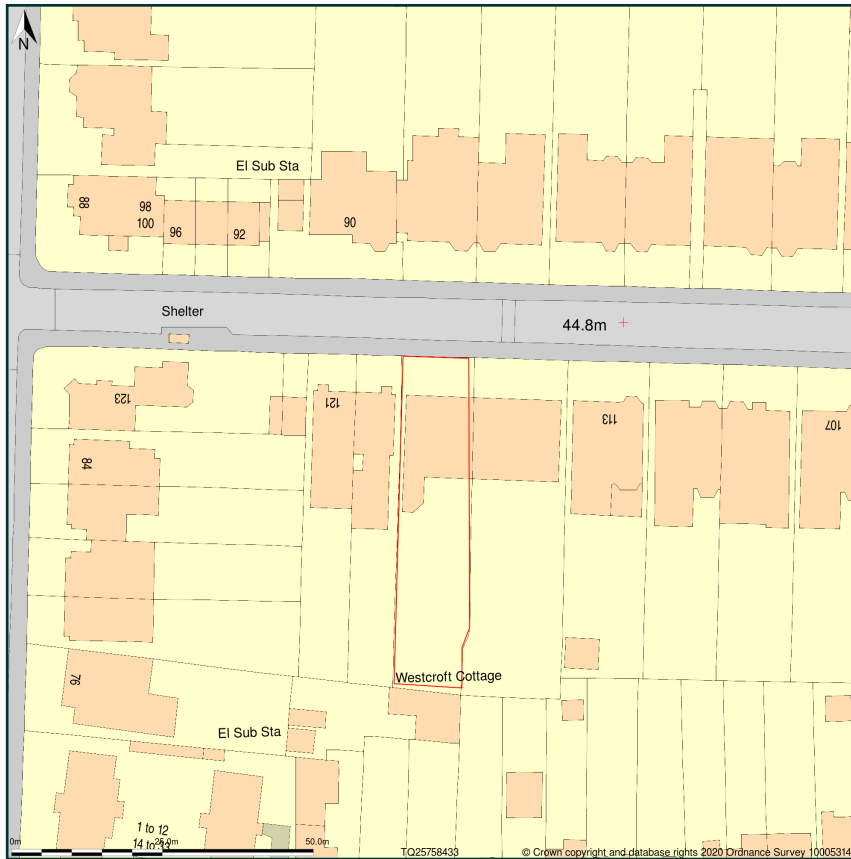 N
El Sub Sta
88
98
100
96
92
90
Shelter
44.8m
123
121
113
107
84
Westcroft Cottage
76
El Sub Sta
1 to 12
0m
25.0m
50.0m
TQ25758433
© Crown copyright and database rights 2020 Ordnance Survey 10005314